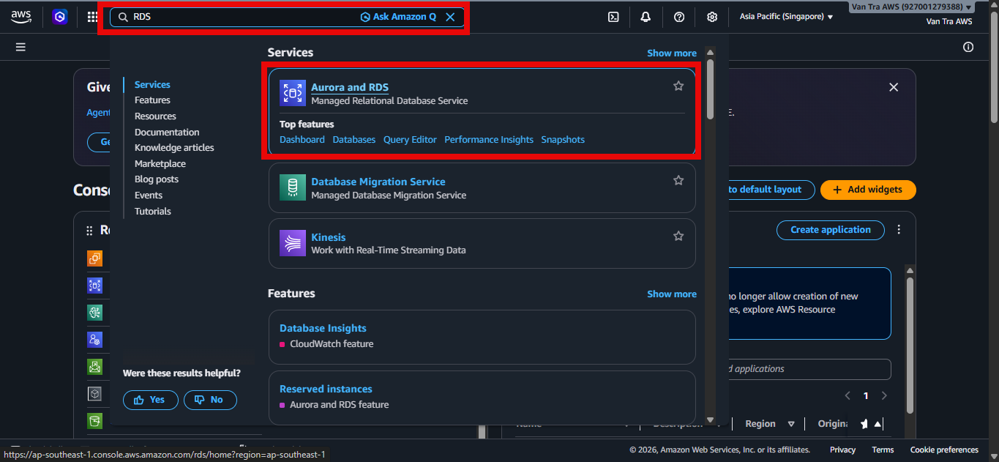 aws
RDS
Ask Amazon Q
Asia Pacific (Singapore)
Van Tra AWS (927001279388)
Van Tra AWS
Services
Show more
Give
Agent
Ge
Services
Features
Resources
Documentation
Knowledge articles
Marketplace
Blog posts
Events
Tutorials
Aurora and RDS
Managed Relational Database Service
Top features
Dashboard Databases Query Editor Performance Insights Snapshots
E.
Database Migration Service
Managed Database Migration Service
Conso
to default layout
Add widgets
Kinesis
Work with Real-Time Streaming Data
Create application
Features
Show more
no longer allow creation of new
es, explore AWS Resource
Database Insights
CloudWatch feature
d applications
Were these results helpful?
Yes
No
Reserved instances
Aurora and RDS feature
1
Name
Description
Region
Origina
© 2026, Amazon Web Services, Inc. or its affiliates.
Privacy
Terms
Cookie preferences
https://ap-southeast-1.console.aws.amazon.com/rds/home?region=ap-southeast-1